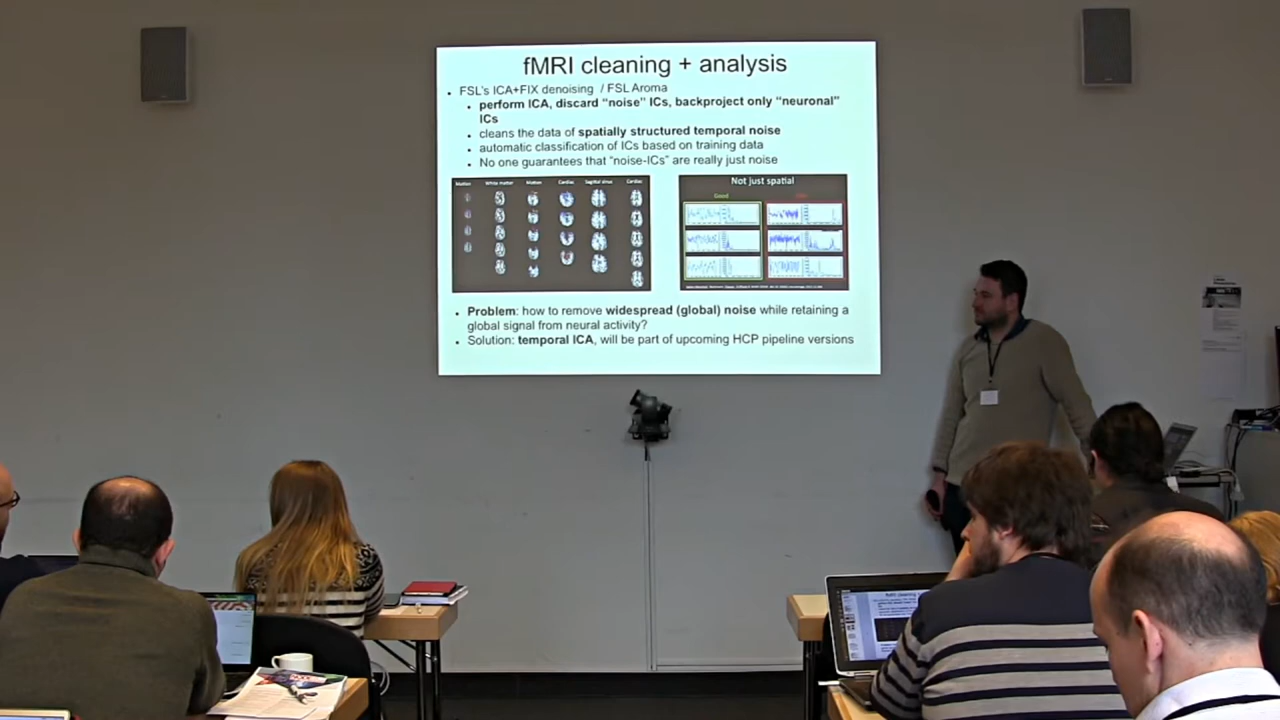 fMRI cleaning + analysis
• FSL's ICA+FIX denoising / FSL Aroma
• perform ICA, discard “noise” ICs, backproject only “neuronal”
ICs
• cleans the data of spatially structured temporal noise
• automatic classification of ICs based on training data
• No one guarantees that “noise-ICs” are really just noise
Motion White matter Motion Cardiac Sagittal sinus Cardiac
Not just spatial
Good
• Problem: how to remove widespread (global) noise while retaining a
global signal from neural activity?
• Solution: temporal ICA, will be part of upcoming HCP pipeline versions
fMRI cleaning